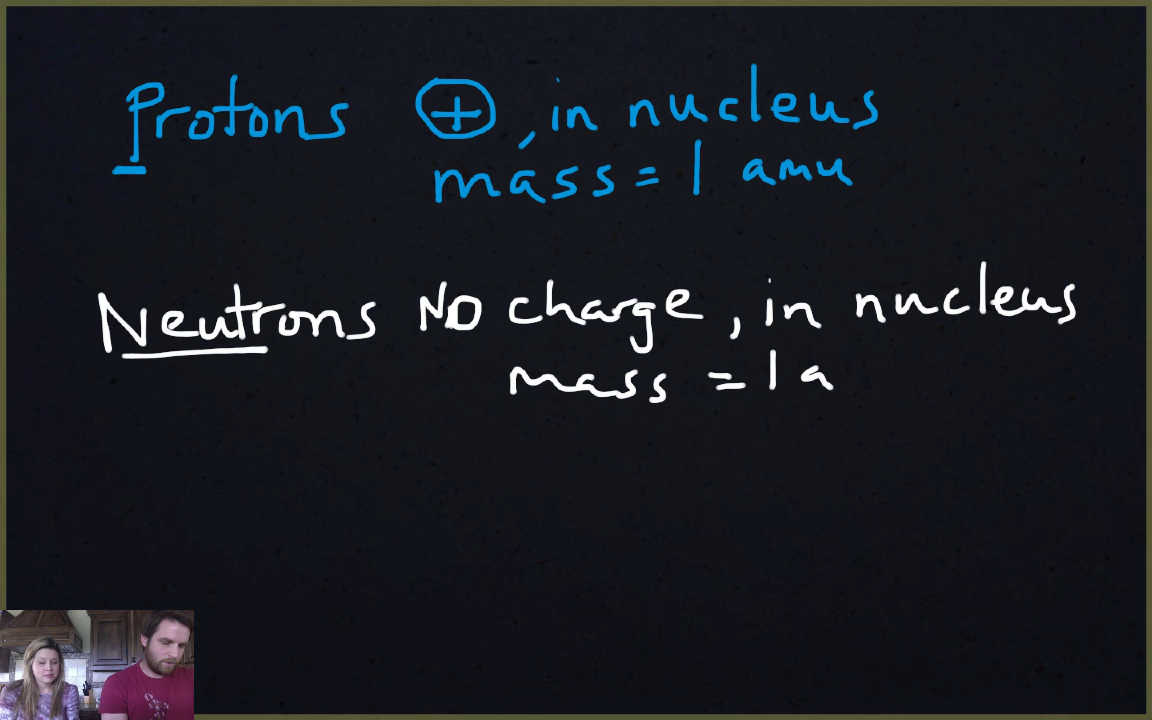 Protons + , in nucleus
mass = 1 amu
Neutrons NO charge, in nucleus
mass = 1 a